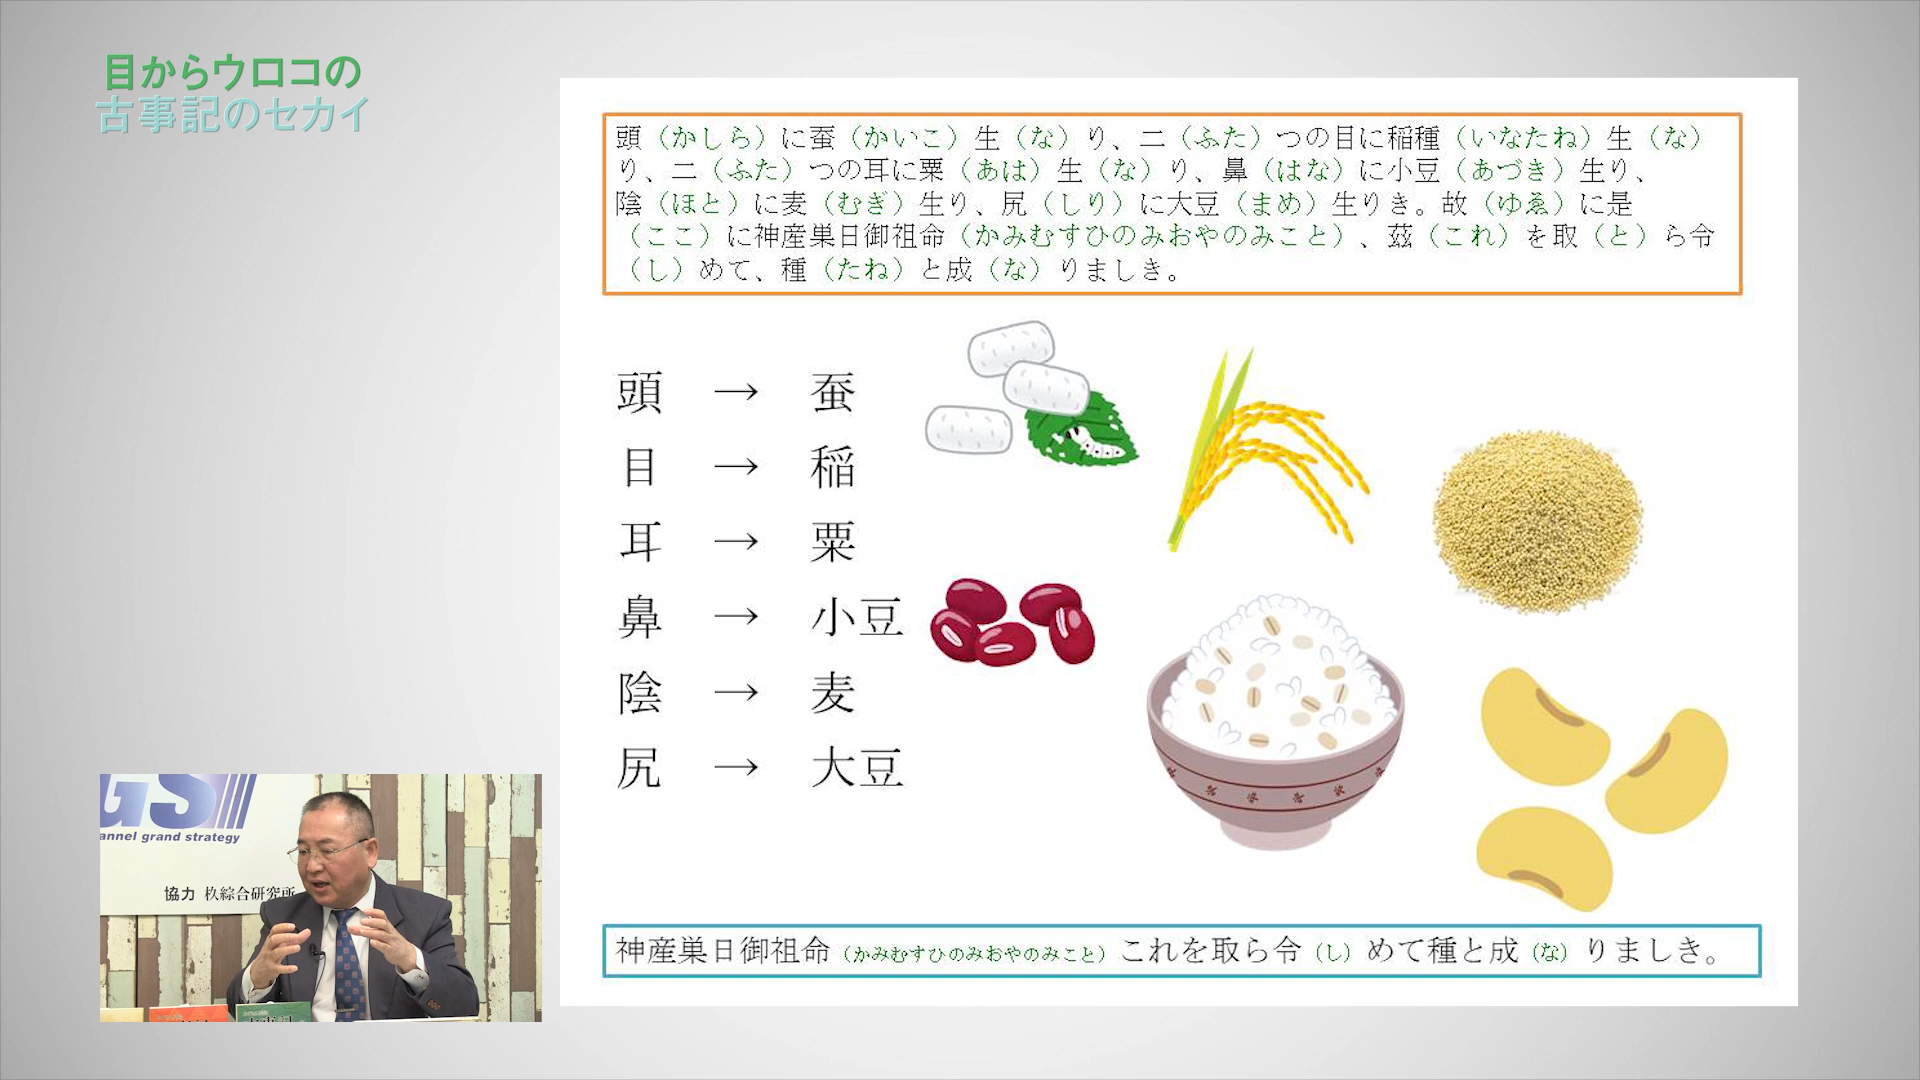 目からウロコの
古事記のセカイ
頭（かしら）に蚕（かいこ）生（な）り、二（ふた）つの目に稲種（いなたね）生（な）
り、二（ふた）つの耳に粟（あは）生（な）り、鼻（はな）に小豆（あづき）生り、
陰（ほと）に麦（むぎ）生り、尻（しり）に大豆（まめ）生りき。故（ゆゑ）に是
（ここ）に神産巣日御祖命（かみむすひのみおやのみこと）、茲（これ）を取（と）ら令
（し）めて、種（たね）と成（な）りましき。
頭 → 蚕
目 → 稲
耳 → 粟
鼻 → 小豆
陰 → 麦
尻 → 大豆
神産巣日御祖命（かみむすひのみおやのみこと）これを取ら令（し）めて種と成（な）りましき。
GS
annel grand strategy
協力 杦綜合研究所